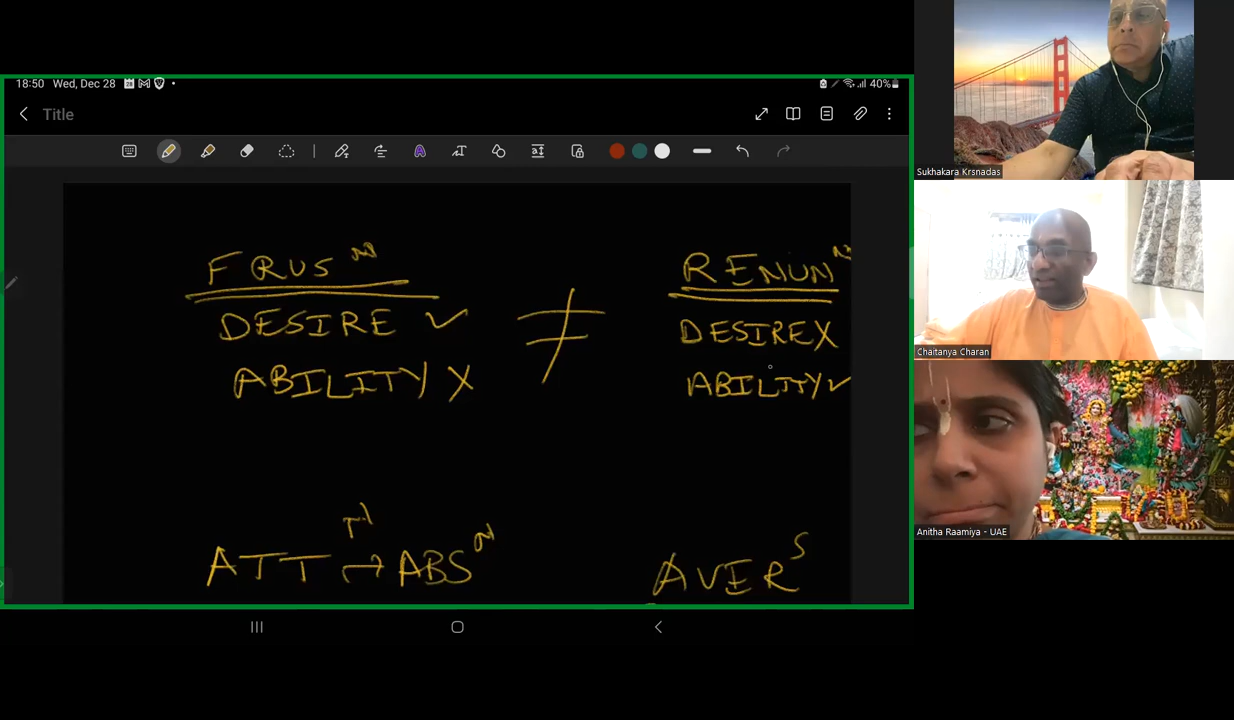 18:50 Wed, Dec 28
40%
Title
FRUSⁿ
RENUNⁿ
DESIRE ✓
≠
DESIRE X
ABILITY X
ABILITY ✓
ATT → ABSⁿ
AVERˢ
Sukhakara Krsnadas
Chaitanya Charan
Anitha Raamiya - UAE